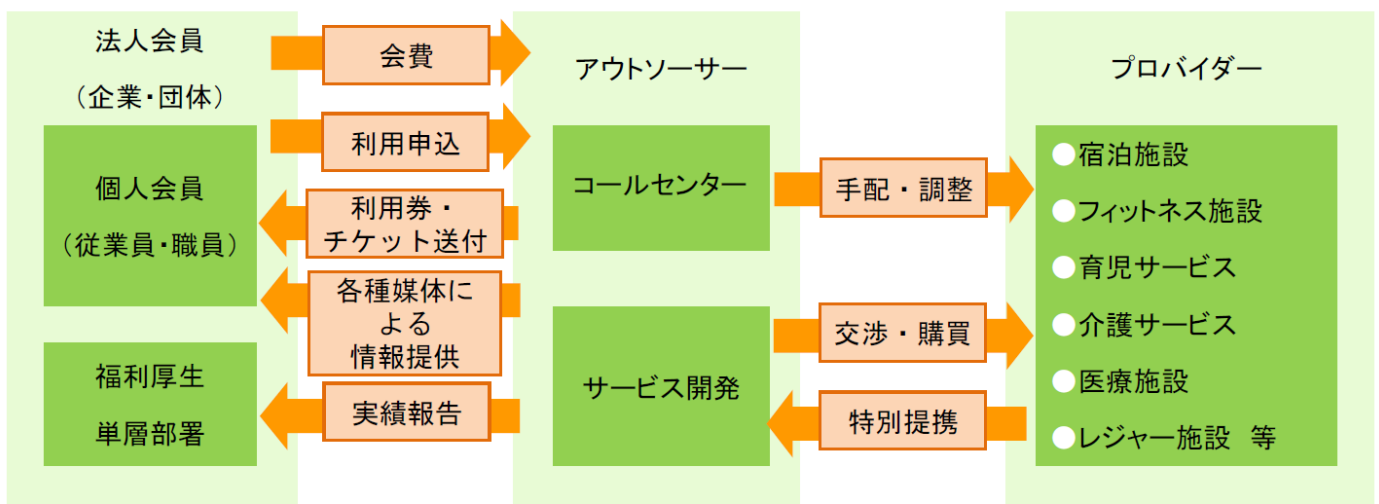 法人会員
（企業・団体）
個人会員
（従業員・職員）
福利厚生
単層部署
会費
利用申込
利用券・
チケット送付
各種媒体に
よる
情報提供
実績報告
アウトソーサー
コールセンター
サービス開発
手配・調整
交渉・購買
特別提携
プロバイダー
●宿泊施設
●フィットネス施設
●育児サービス
●介護サービス
●医療施設
●レジャー施設　等